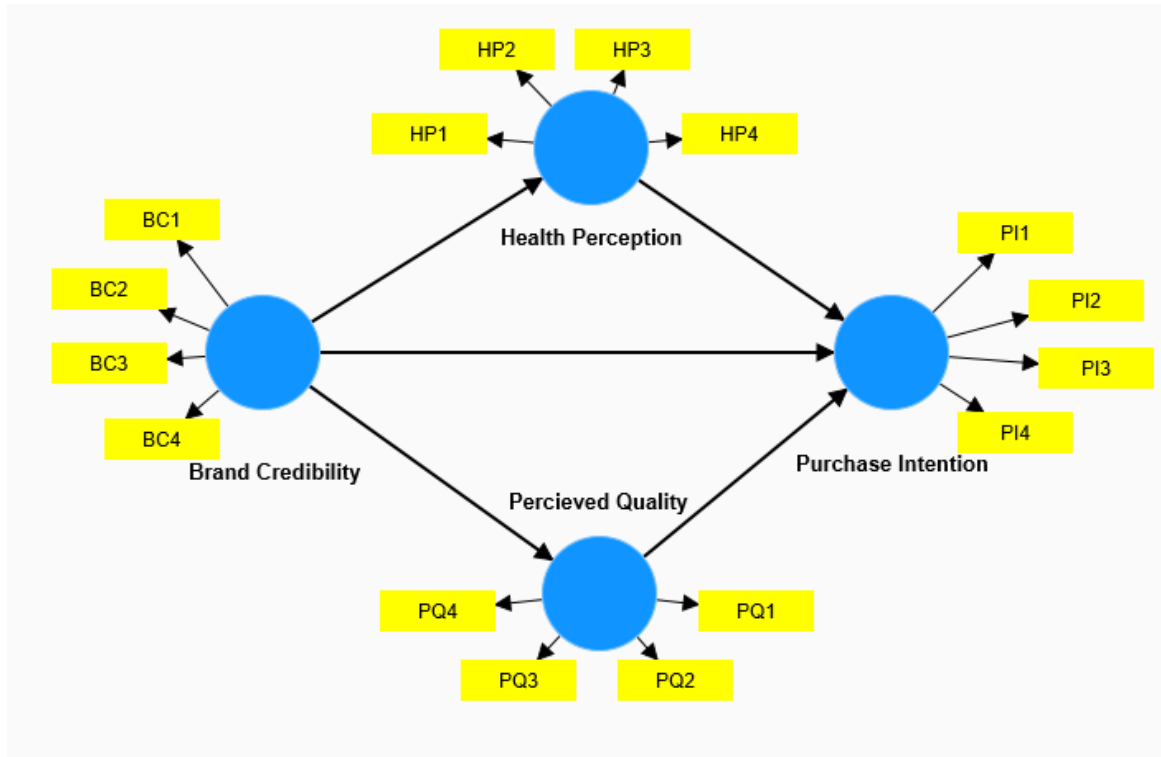 HP2
HP3
HP1
HP4
Health Perception
BC1
BC2
BC3
BC4
Brand Credibility
PI1
PI2
PI3
PI4
Purchase Intention
Percieved Quality
PQ4
PQ1
PQ3
PQ2